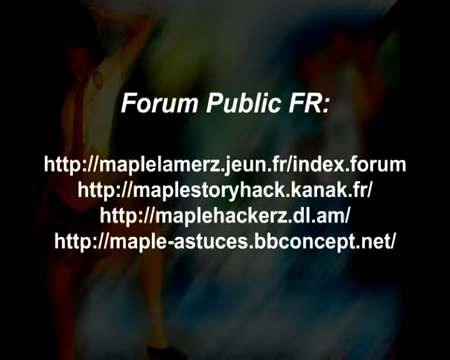 Forum Public FR:
http://maplelamerz.jeun.fr/index.forum
http://maplestoryhack.kanak.fr/
http://maplehackerz.dl.am/
http://maple-astuces.bbconcept.net/